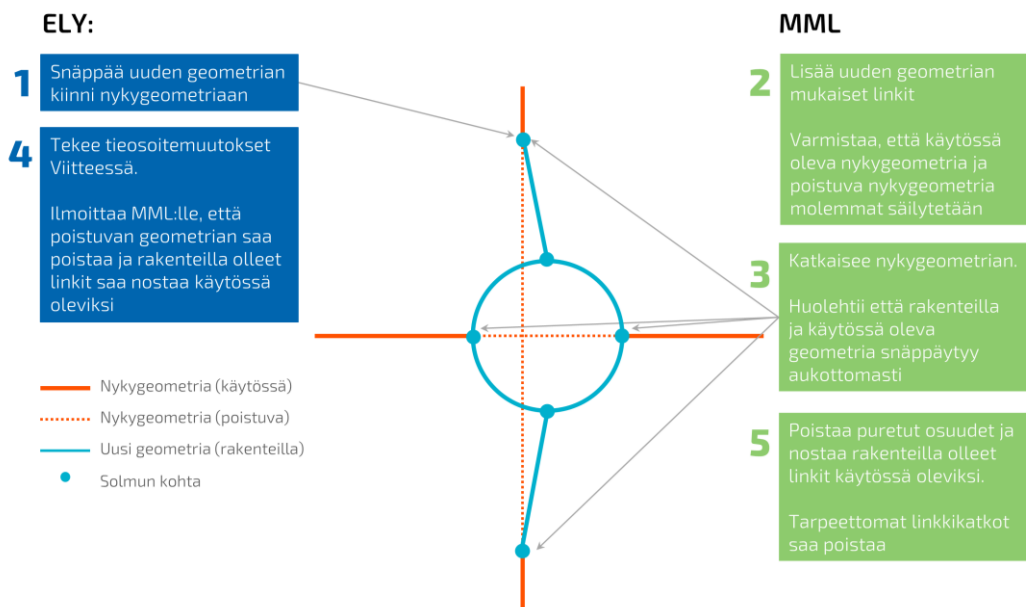 ELY:
1
Snäppää uuden geometrian
kiinni nykygeometriaan
4
Tekee tieosoitemuutokset
Viitteessä.
Ilmoittaa MML:lle, että
poistuvan geometrian saa
poistaa ja rakenteilla olleet
linkit saa nostaa käytössä
oleviksi
Nykygeometria (käytössä)
Nykygeometria (poistuva)
Uusi geometria (rakenteilla)
Solmun kohta
MML
2
Lisää uuden geometrian
mukaiset linkit
Varmistaa, että käytössä
oleva nykygeometria ja
poistuva nykygeometria
molemmat säilytetään
3
Katkaisee nykygeometrian.
Huolehtii että rakenteilla
ja käytössä oleva
geometria snäppäytyy
aukottomasti
5
Poistaa puretut osuudet ja
nostaa rakenteilla olleet
linkit käytössä oleviksi.
Tarpeettomat linkkikatkot
saa poistaa